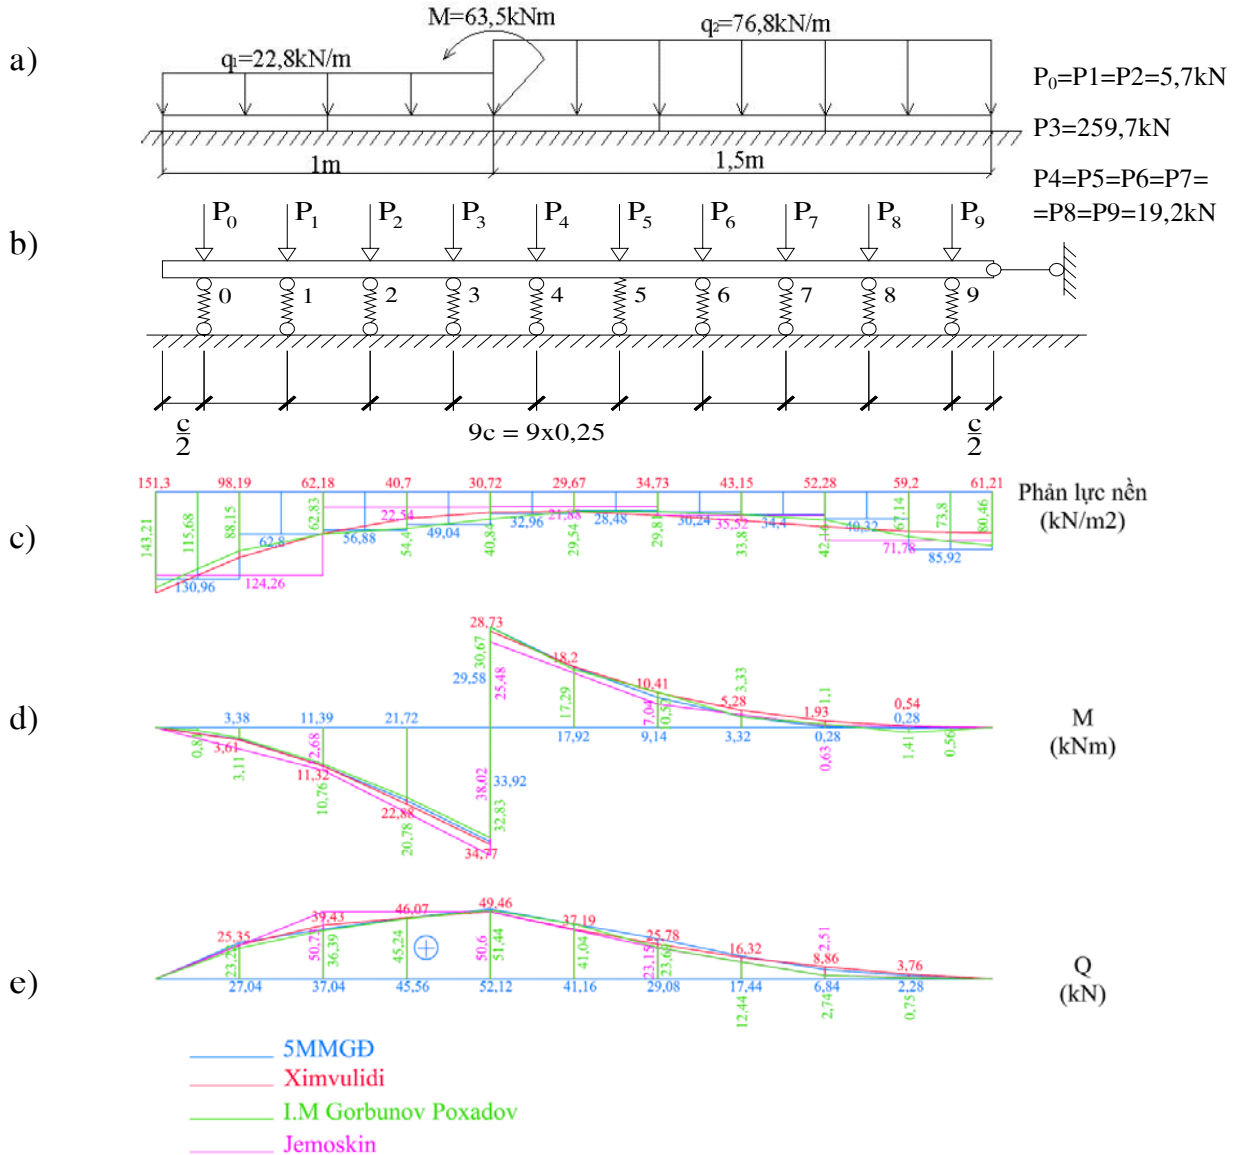 a)
M=63,5kNm
q1=22,8kN/m
q2=76,8kN/m
1m
1,5m
P0=P1=P2=5,7kN
P3=259,7kN
P4=P5=P6=P7=
=P8=P9=19,2kN
b)
P0 P1 P2 P3 P4 P5 P6 P7 P8 P9
0 1 2 3 4 5 6 7 8 9
c/2
9c = 9x0,25
c/2
c)
151,3 98,19 62,18 40,7 30,72 29,67 34,73 43,15 52,28 59,2 61,21
143,21 115,68 88,15 62,83 54,4 40,84 29,54 29,81 33,8 42,16 67,14 73,8 80,46
130,96 62,8 56,88 49,04 32,96 28,48 30,24 34,4 40,32 85,92
124,26 22,54 21,88 35,52 71,78
Phản lực nền
(kN/m2)
d)
28,73 18,2 10,41 5,28 1,93 0,54
30,67 29,58 25,48 17,29 7,04 3,33 1,1 0,28
3,38 11,39 21,72
17,92 9,14 3,32 0,28
3,61 3,11 2,68 11,32 10,76 22,88 20,78 38,02 33,92 32,83 34,77
0,63 1,41 0,56
M
(kNm)
e)
25,35 39,43 46,07 49,46 37,19 25,78 16,32 8,86 3,76
50,73 36,39 45,24 50,6 51,44 41,04 23,15 23,69 2,51
27,04 37,04 45,56 52,12 41,16 29,08 17,44 6,84 2,28
12,44 2,74 0,75
Q
(kN)
5MMGĐ
Ximvulidi
I.M Gorbunov Poxadov
Jemoskin